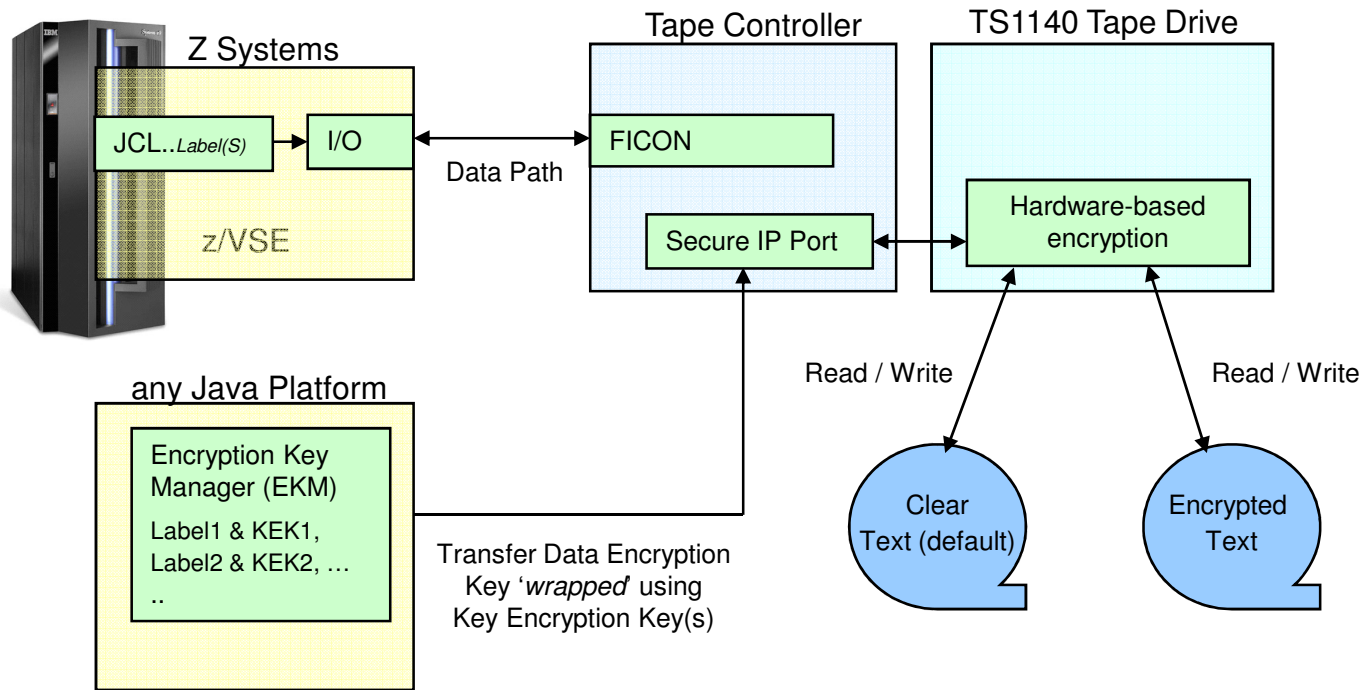 Z Systems
Tape Controller
TS1140 Tape Drive
IBM
JCL..Label(S)
I/O
Data Path
FICON
z/VSE
Secure IP Port
Hardware-based
encryption
Read / Write
Read / Write
any Java Platform
Encryption Key
Manager (EKM)
Label1 & KEK1,
Label2 & KEK2, …
..
Transfer Data Encryption
Key ‘wrapped’ using
Key Encryption Key(s)
Clear
Text (default)
Encrypted
Text